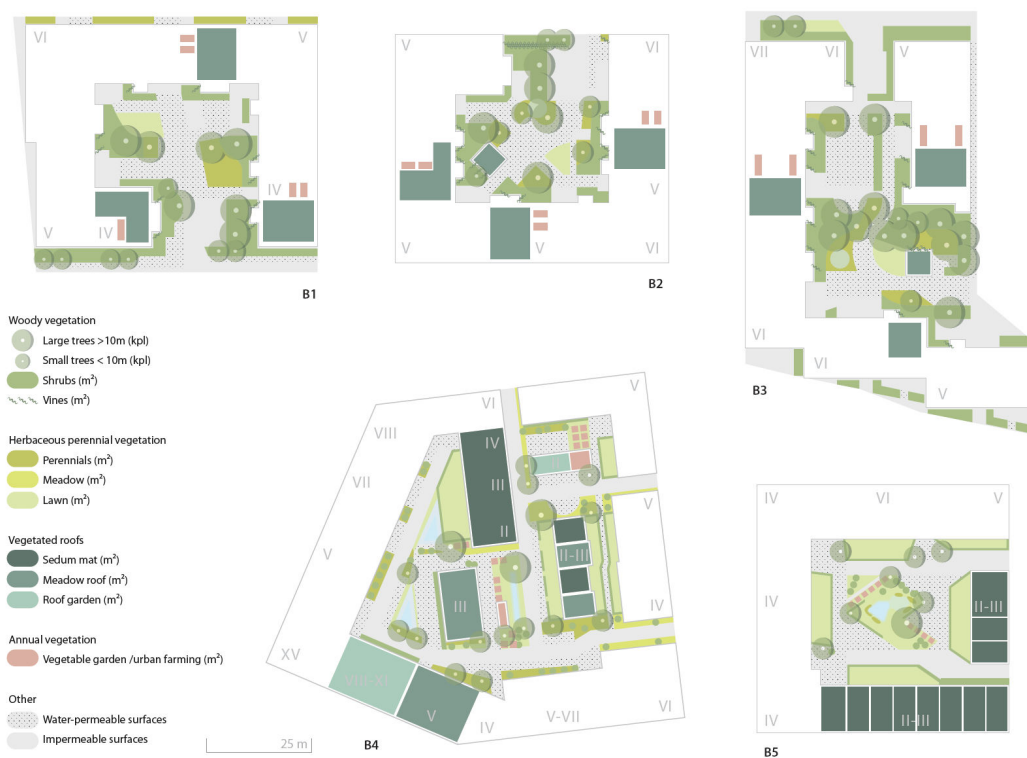 VI
V
IV
V
IV
B1
V
VI
V
V
VI
B2
VII
VI
V
VI
VI
V
B3
Woody vegetation
Large trees >10m (kpl)
Small trees < 10m (kpl)
Shrubs (m²)
Vines (m²)
Herbaceous perennial vegetation
Perennials (m²)
Meadow (m²)
Lawn (m²)
Vegetated roofs
Sedum mat (m²)
Meadow roof (m²)
Roof garden (m²)
Annual vegetation
Vegetable garden /urban farming (m²)
Other
Water-permeable surfaces
Impermeable surfaces
25 m
VI
V
VIII
IV
VII
III
V
V
II
II-III
III
IV
XV
VIII-XI
V
IV
V-VII
VI
B4
IV
VI
V
IV
II-III
IV
II-III
B5